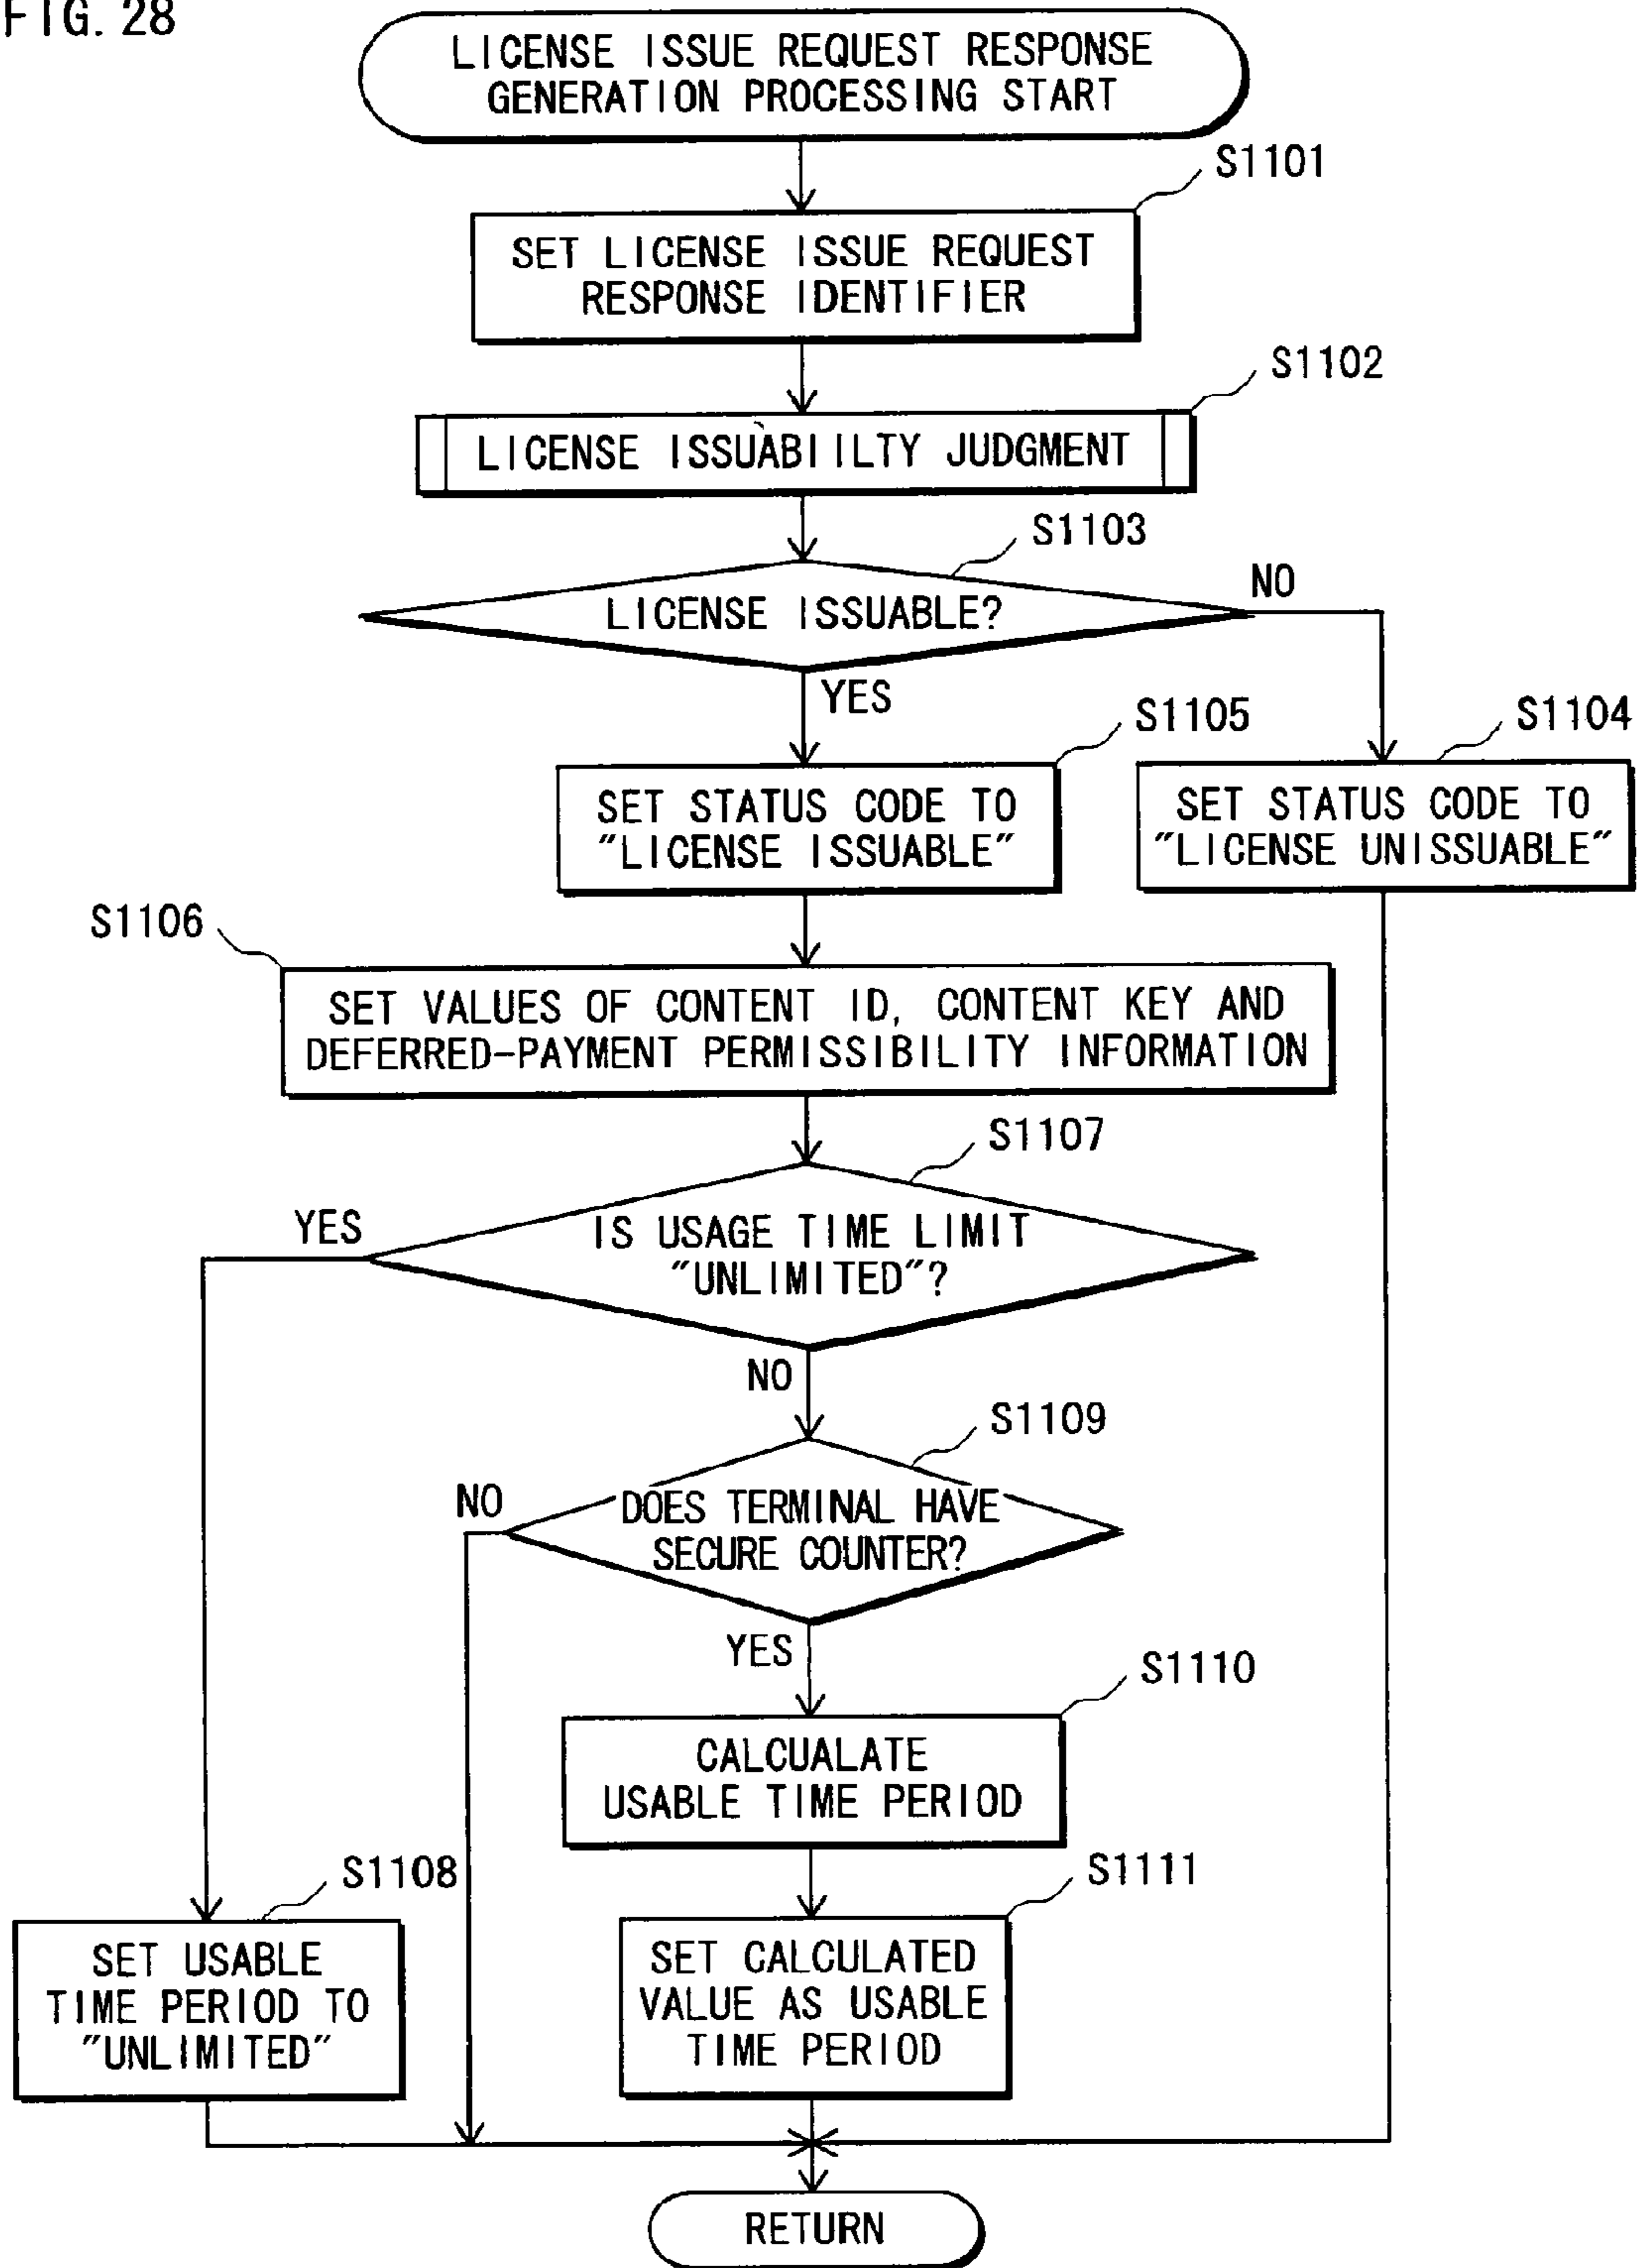 FIG. 28
LICENSE ISSUE REQUEST RESPONSE
GENERATION PROCESSING START
S1101
SET LICENSE ISSUE REQUEST
RESPONSE IDENTIFIER
S1102
LICENSE ISSUABIILTY JUDGMENT
S1103
LICENSE ISSUABLE?
NO
YES
S1105
S1104
SET STATUS CODE TO
"LICENSE ISSUABLE"
SET STATUS CODE TO
"LICENSE UNISSUABLE"
S1106
SET VALUES OF CONTENT ID, CONTENT KEY AND
DEFERRED-PAYMENT PERMISSIBILITY INFORMATION
S1107
YES
IS USAGE TIME LIMIT
"UNLIMITED"?
NO
S1109
NO
DOES TERMINAL HAVE
SECURE COUNTER?
YES
S1110
CALCUALATE
USABLE TIME PERIOD
S1108
S1111
SET USABLE
TIME PERIOD TO
"UNLIMITED"
SET CALCULATED
VALUE AS USABLE
TIME PERIOD
RETURN